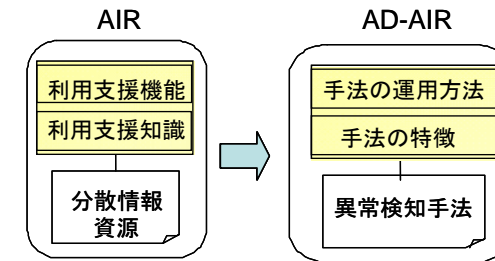 AIR
AD-AIR
利用支援機能
利用支援知識
分散情報
資源
手法の運用方法
手法の特徴
異常検知手法